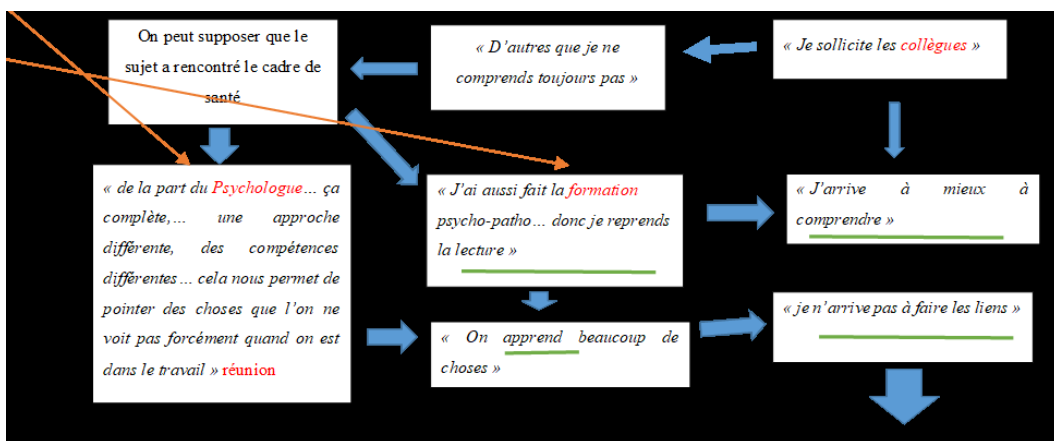 On peut supposer que le
sujet a rencontré le cadre de
santé
« D’autres que je ne
comprends toujours pas »
« Je sollicite les collègues »
« de la part du Psychologue… ça
complète,… une approche
différente, des compétences
différentes… cela nous permet de
pointer des choses que l’on ne
voit pas forcément quand on est
dans le travail » réunion
« J’ai aussi fait la formation
psycho-patho… donc je reprends
la lecture »
« J’arrive à mieux à
comprendre »
« On apprend beaucoup de
choses »
« je n’arrive pas à faire les liens »